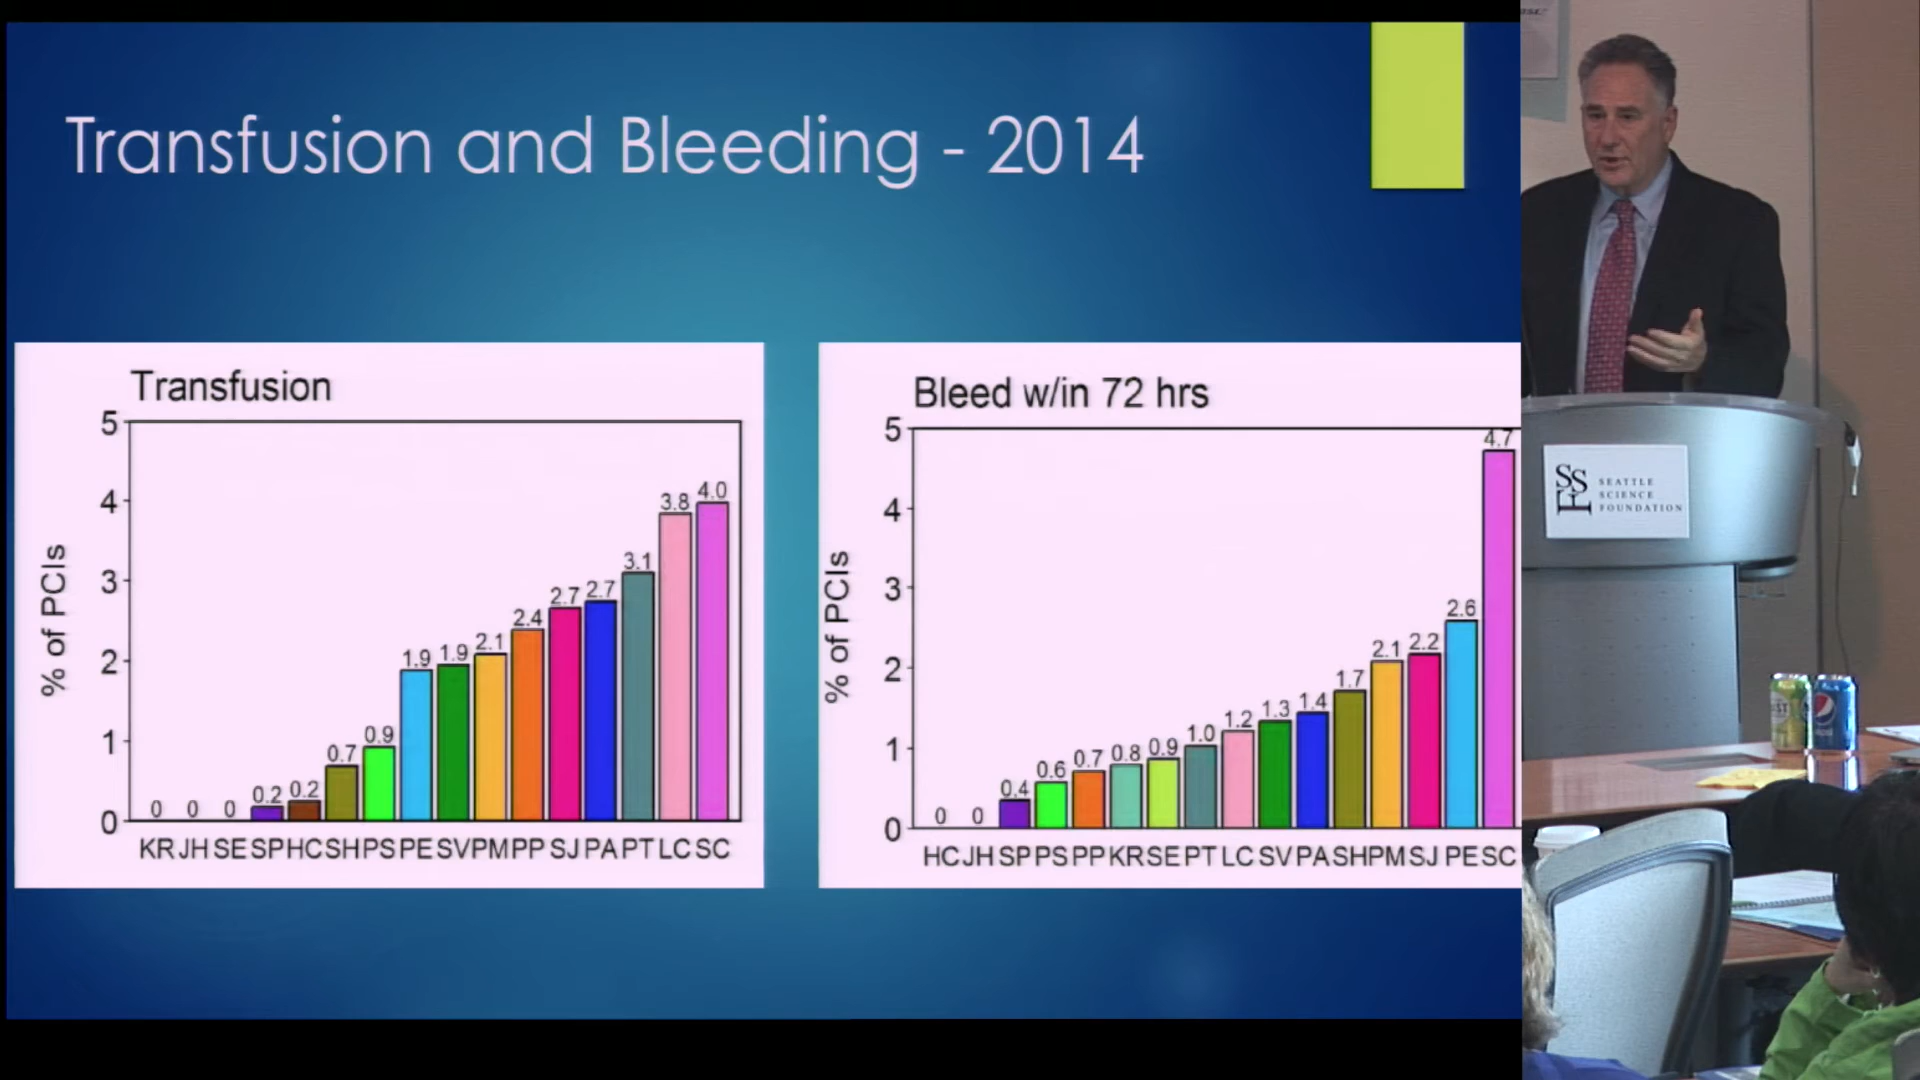 Transfusion and Bleeding - 2014
Transfusion
% of PCIs
5
4
3
2
1
0
0 0 0 0.2 0.2 0.7 0.9 1.9 1.9 2.1 2.4 2.7 2.7 3.1 3.8 4.0
KR JH SE SP HC SH PS PE SV PM PP SJ PA PT LC SC
Bleed w/in 72 hrs
% of PCIs
5
4
3
2
1
0
0 0 0.4 0.6 0.7 0.8 0.9 1.0 1.2 1.3 1.4 1.7 2.1 2.2 2.6 4.7
HC JH SP PS PP KR SE PT LC SV PA SH PM SJ PE SC
SSF
SEATTLE
SCIENCE
FOUNDATION
pepsi